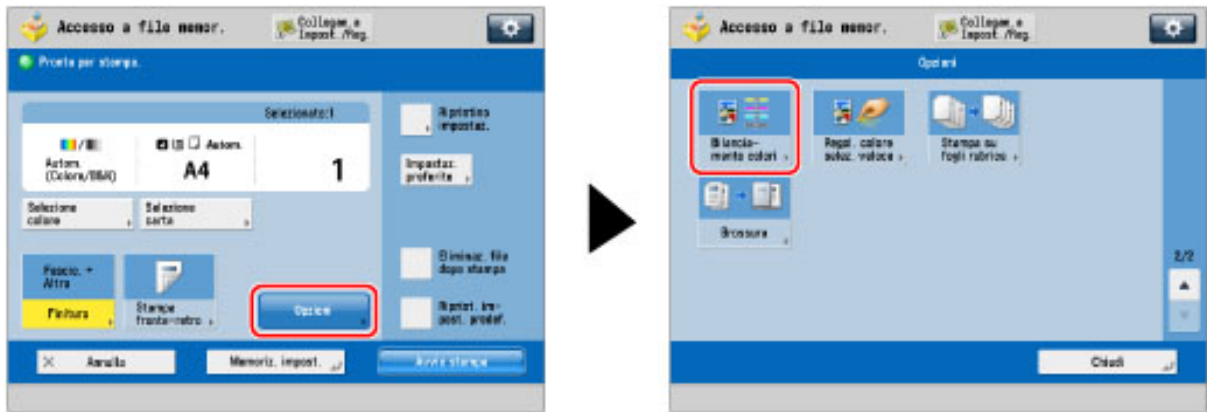 Accesso a file memor.
Collegam. e
Impost./Reg.
Pronta per stampa.
Selezionato:1
Autom.
(Colore/B&N)
Autom.
A4
1
Ripristino
impostaz.
Impostaz.
preferite
Selezione
colore
Selezione
carta
Fascic. +
Altro
Finitura
Stampa
fronte-retro
Opzioni
Eliminaz. file
dopo stampa
Riprist. im-
post. predef.
Annulla
Memoriz. impost.
Avvio stampa
Accesso a file memor.
Collegam. e
Impost./Reg.
Opzioni
Bilancia-
mento colori
Regol. colore
selez. veloce
Stampa su
fogli rubrica
Brossura
2/2
Chiudi